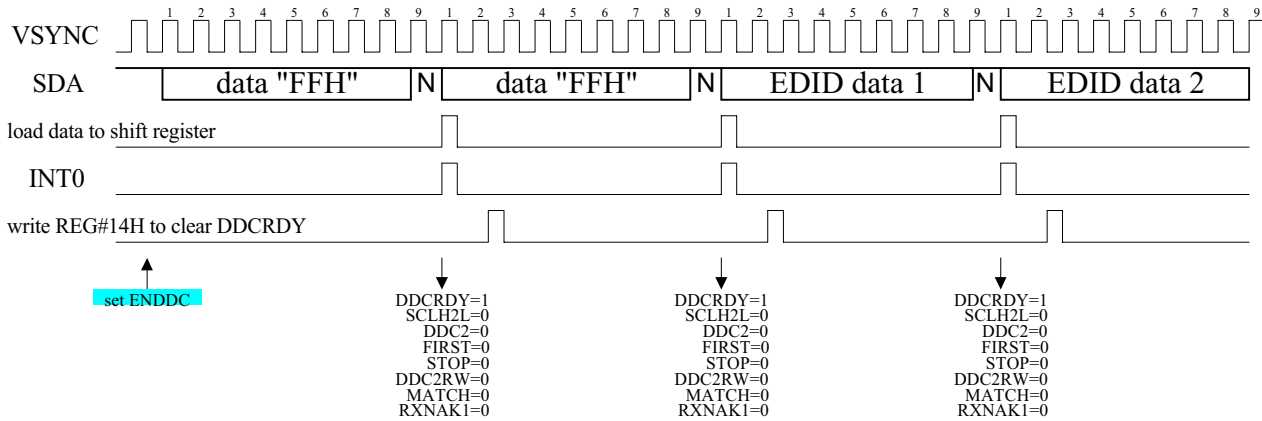 1 2 3 4 5 6 7 8 9 1 2 3 4 5 6 7 8 9 1 2 3 4 5 6 7 8 9 1 2 3 4 5 6 7 8 9
VSYNC
SDA data "FFH" N data "FFH" N EDID data 1 N EDID data 2
load data to shift register
INT0
write REG#14H to clear DDCRDY
set ENDDC
DDCRDY=1 DDCRDY=1 DDCRDY=1
SCLH2L=0 SCLH2L=0 SCLH2L=0
DDC2=0 DDC2=0 DDC2=0
FIRST=0 FIRST=0 FIRST=0
STOP=0 STOP=0 STOP=0
DDC2RW=0 DDC2RW=0 DDC2RW=0
MATCH=0 MATCH=0 MATCH=0
RXNAK1=0 RXNAK1=0 RXNAK1=0